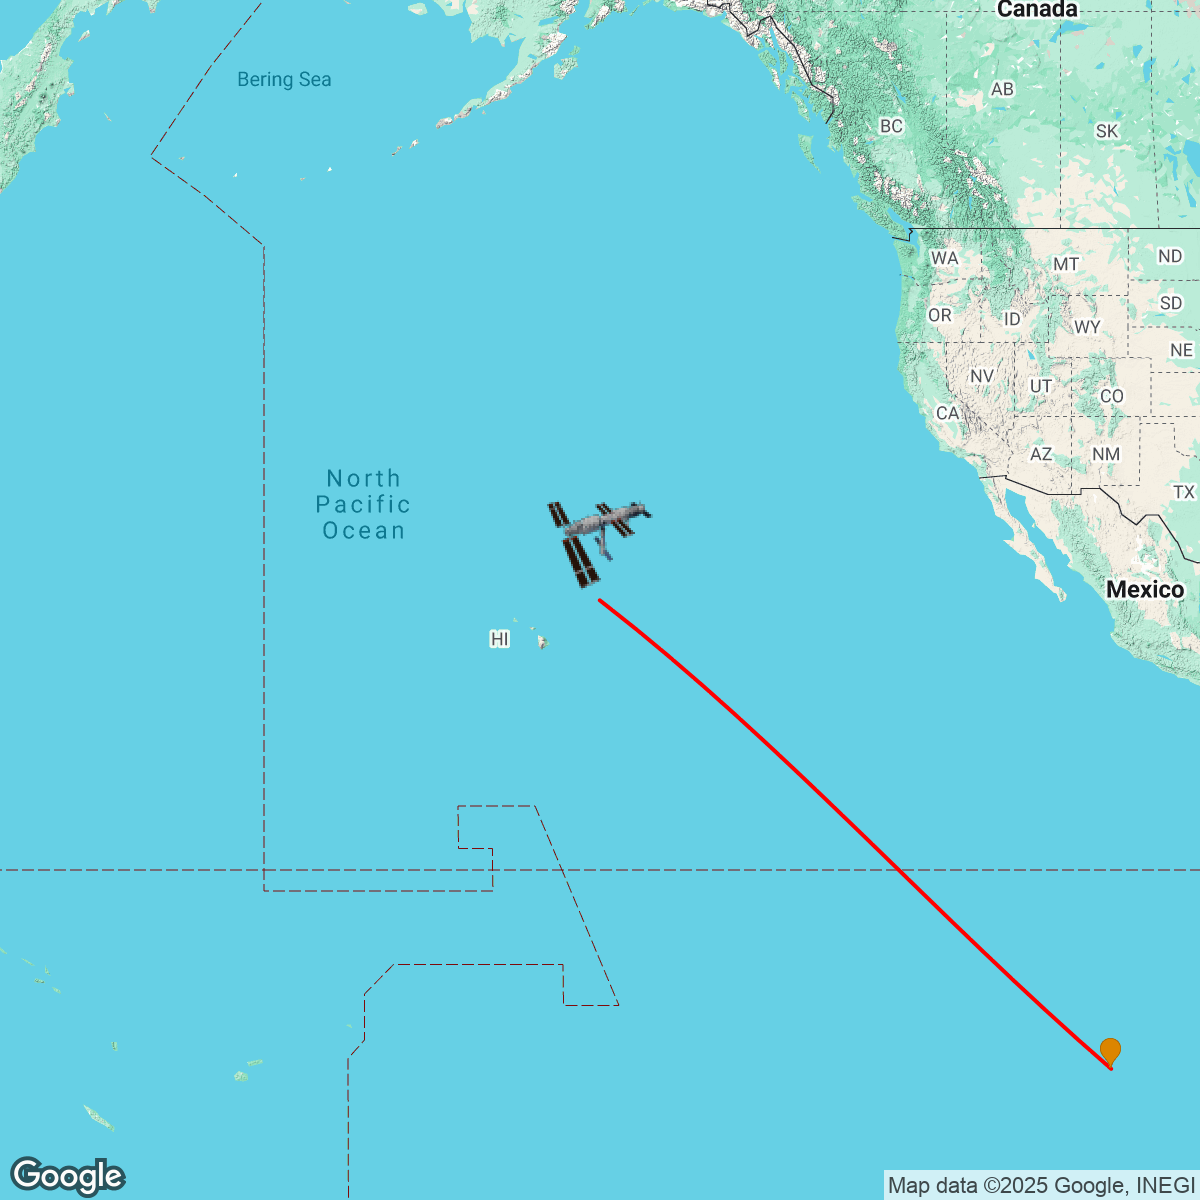 Canada
Bering Sea
AB
BC
SK
WA
MT
ND
OR
ID
SD
WY
NE
NV
UT
CO
CA
AZ
NM
TX
North
Pacific
Ocean
Mexico
HI
Google
Map data ©2025 Google, INEGI